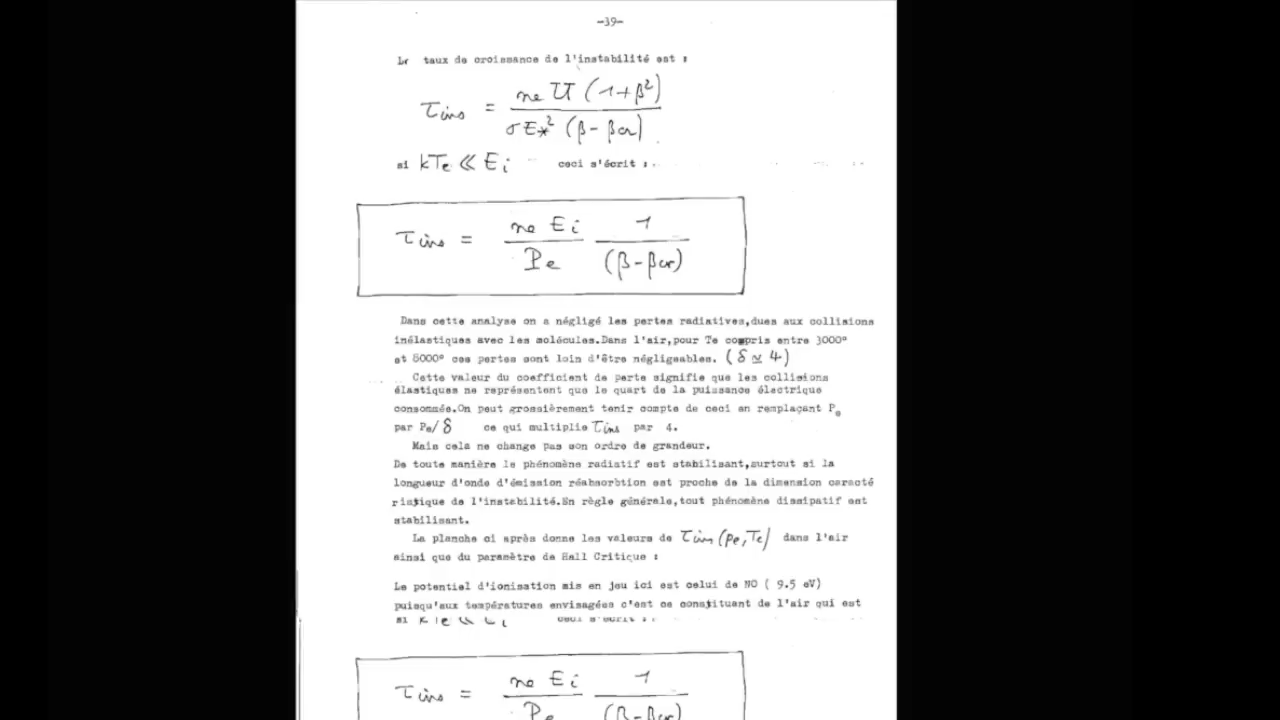 -39-
Le taux de croissance de l'instabilité est :
τins = ne U (1+β²) / σE*² (β-βcr)
si kTe ≪ Ei ceci s'écrit :
τins = ne Ei / Pe 1 / (β-βcr)
Dans cette analyse on a négligé les pertes radiatives,dues aux collisions
inélastiques avec les molécules.Dans l'air,pour Te compris entre 3000°
et 8000° ces pertes sont loin d'être négligeables. (δ ≃ 4)
Cette valeur du coefficient de perte signifie que les collisions
élastiques ne représentent que le quart de la puissance électrique
consommée.On peut grossièrement tenir compte de ceci en remplaçant Pe
par Pe/δ ce qui multiplie τins par 4.
Mais cela ne change pas son ordre de grandeur.
De toute manière le phénomène radiatif est stabilisant,surtout si la
longueur d'onde d'émission réabsorbtion est proche de la dimension caracté
ristique de l'instabilité.En règle générale,tout phénomène dissipatif est
stabilisant.
La planche ci après donne les valeurs de τins(pe,Te) dans l'air
ainsi que du paramètre de Hall Critique :
Le potentiel d'ionisation mis en jeu ici est celui de NO ( 9.5 eV)
puisqu'aux températures envisagées c'est ce constituant de l'air qui est
si kTe ≪ Ei ceci s'écrit :
τins = ne Ei / Pe 1 / (β-βcr)